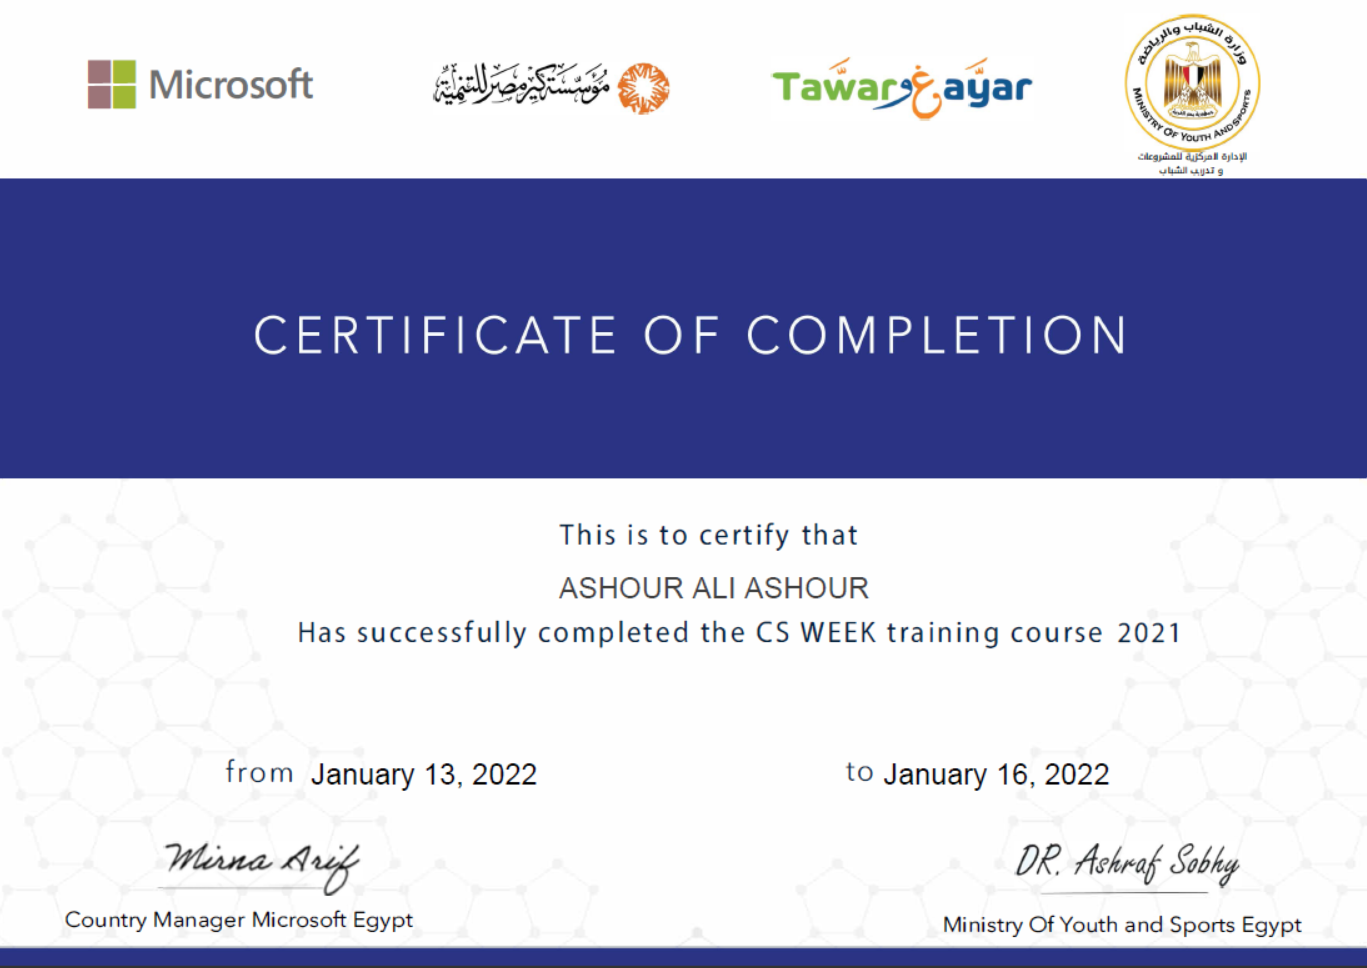 Microsoft
مؤسسة كير مصر للتنمية
Tawar وغ ayar
وزارة الشباب والرياضة
MINISTRY OF YOUTH AND SPORTS
الإدارة المركزية للمشروعات
و تدريب الشباب
CERTIFICATE OF COMPLETION
This is to certify that
ASHOUR ALI ASHOUR
Has successfully completed the CS WEEK training course 2021
from January 13, 2022
to January 16, 2022
Mirna Arif
Country Manager Microsoft Egypt
DR. Ashraf Sobhy
Ministry Of Youth and Sports Egypt